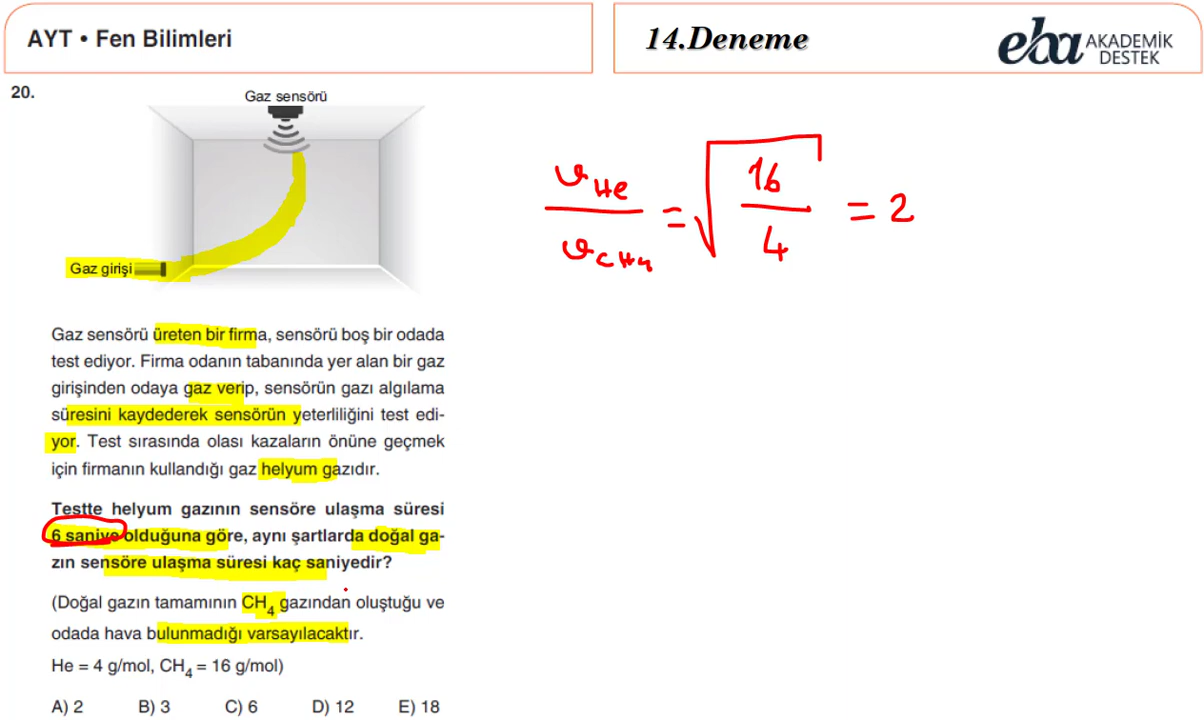 AYT • Fen Bilimleri
14.Deneme
eba AKADEMİK
DESTEK
20.
Gaz sensörü
Gaz girişi
Gaz sensörü üreten bir firma, sensörü boş bir odada
test ediyor. Firma odanın tabanında yer alan bir gaz
girişinden odaya gaz verip, sensörün gazı algılama
süresini kaydederek sensörün yeterliliğini test edi-
yor. Test sırasında olası kazaların önüne geçmek
için firmanın kullandığı gaz helyum gazıdır.
Testte helyum gazının sensöre ulaşma süresi
6 saniye olduğuna göre, aynı şartlarda doğal ga-
zın sensöre ulaşma süresi kaç saniyedir?
(Doğal gazın tamamının CH₄ gazından oluştuğu ve
odada hava bulunmadığı varsayılacaktır.
He = 4 g/mol, CH₄ = 16 g/mol)
A) 2 B) 3 C) 6 D) 12 E) 18
ϑHe / ϑCH₄ = √(16 / 4) = 2